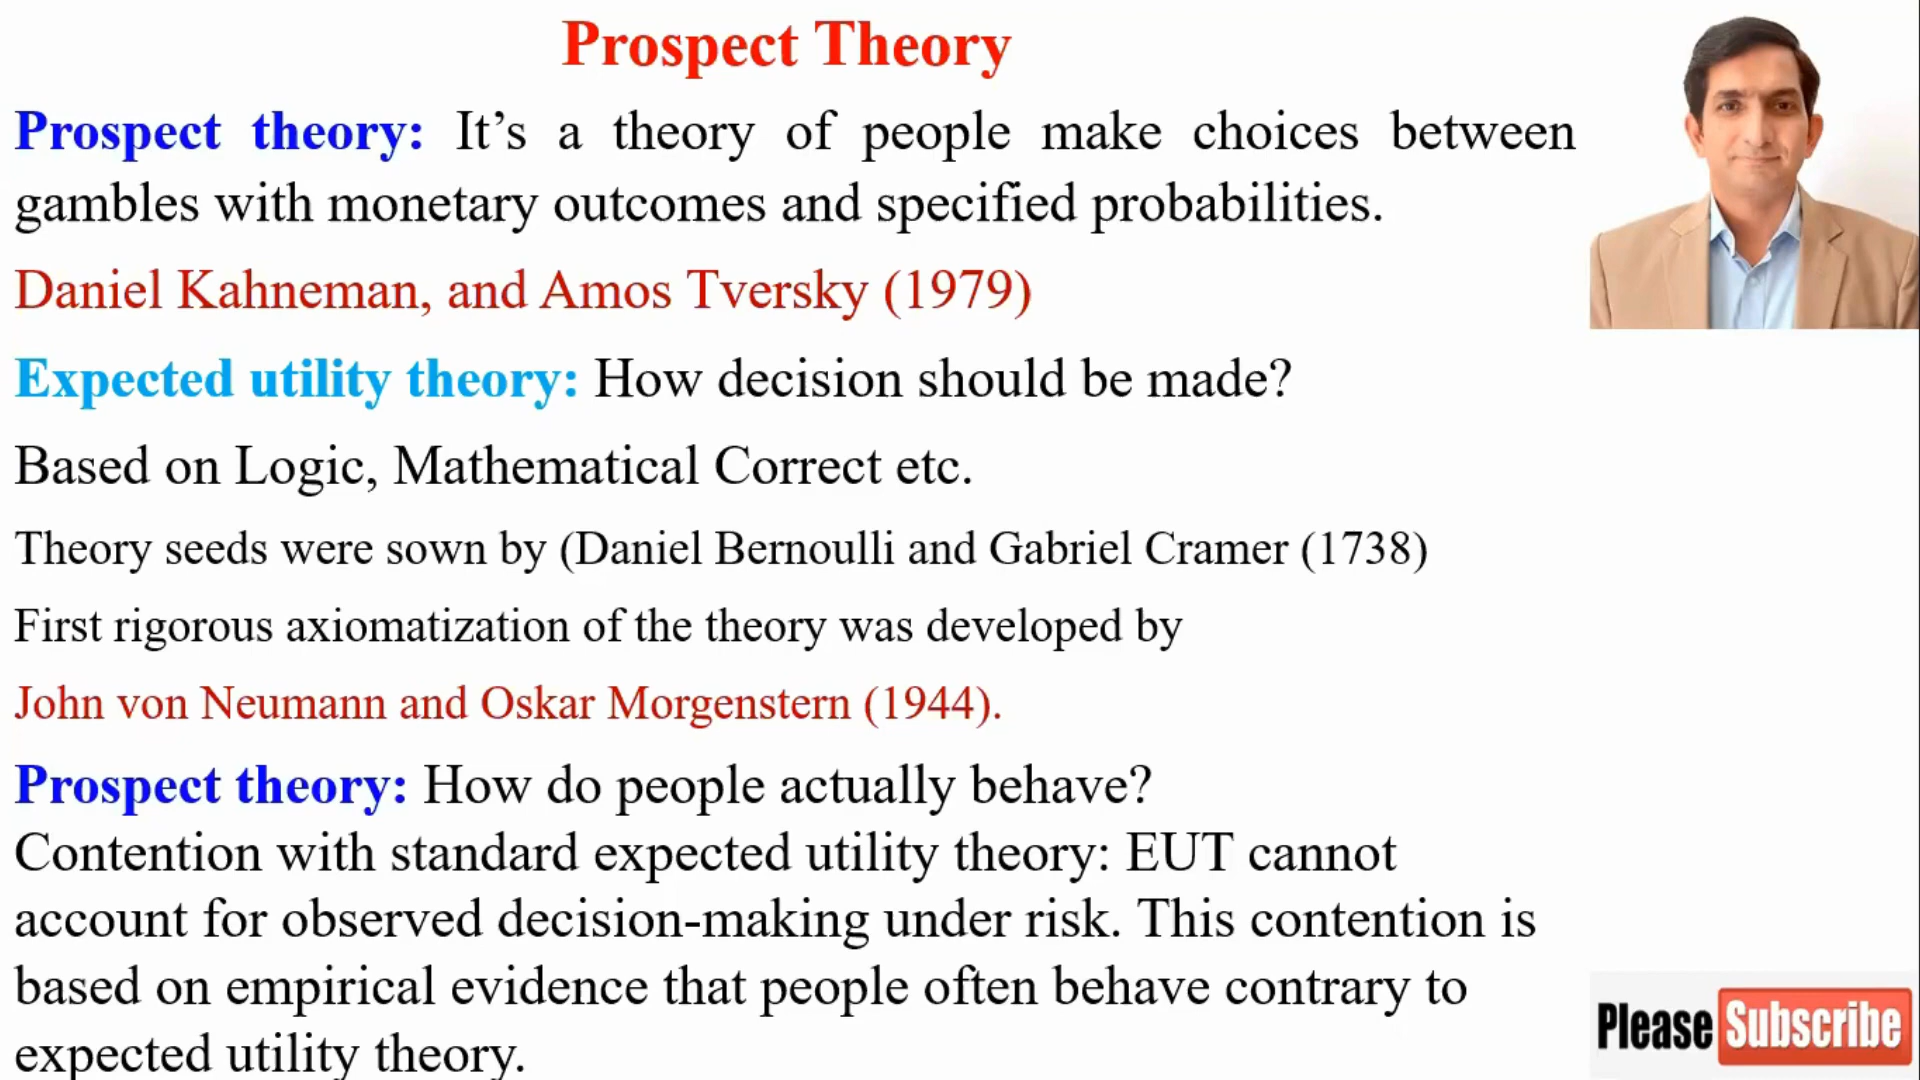 Prospect Theory
Prospect theory: It’s a theory of people make choices between
gambles with monetary outcomes and specified probabilities.
Daniel Kahneman, and Amos Tversky (1979)
Expected utility theory: How decision should be made?
Based on Logic, Mathematical Correct etc.
Theory seeds were sown by (Daniel Bernoulli and Gabriel Cramer (1738)
First rigorous axiomatization of the theory was developed by
John von Neumann and Oskar Morgenstern (1944).
Prospect theory: How do people actually behave?
Contention with standard expected utility theory: EUT cannot
account for observed decision-making under risk. This contention is
based on empirical evidence that people often behave contrary to
expected utility theory.
Please Subscribe